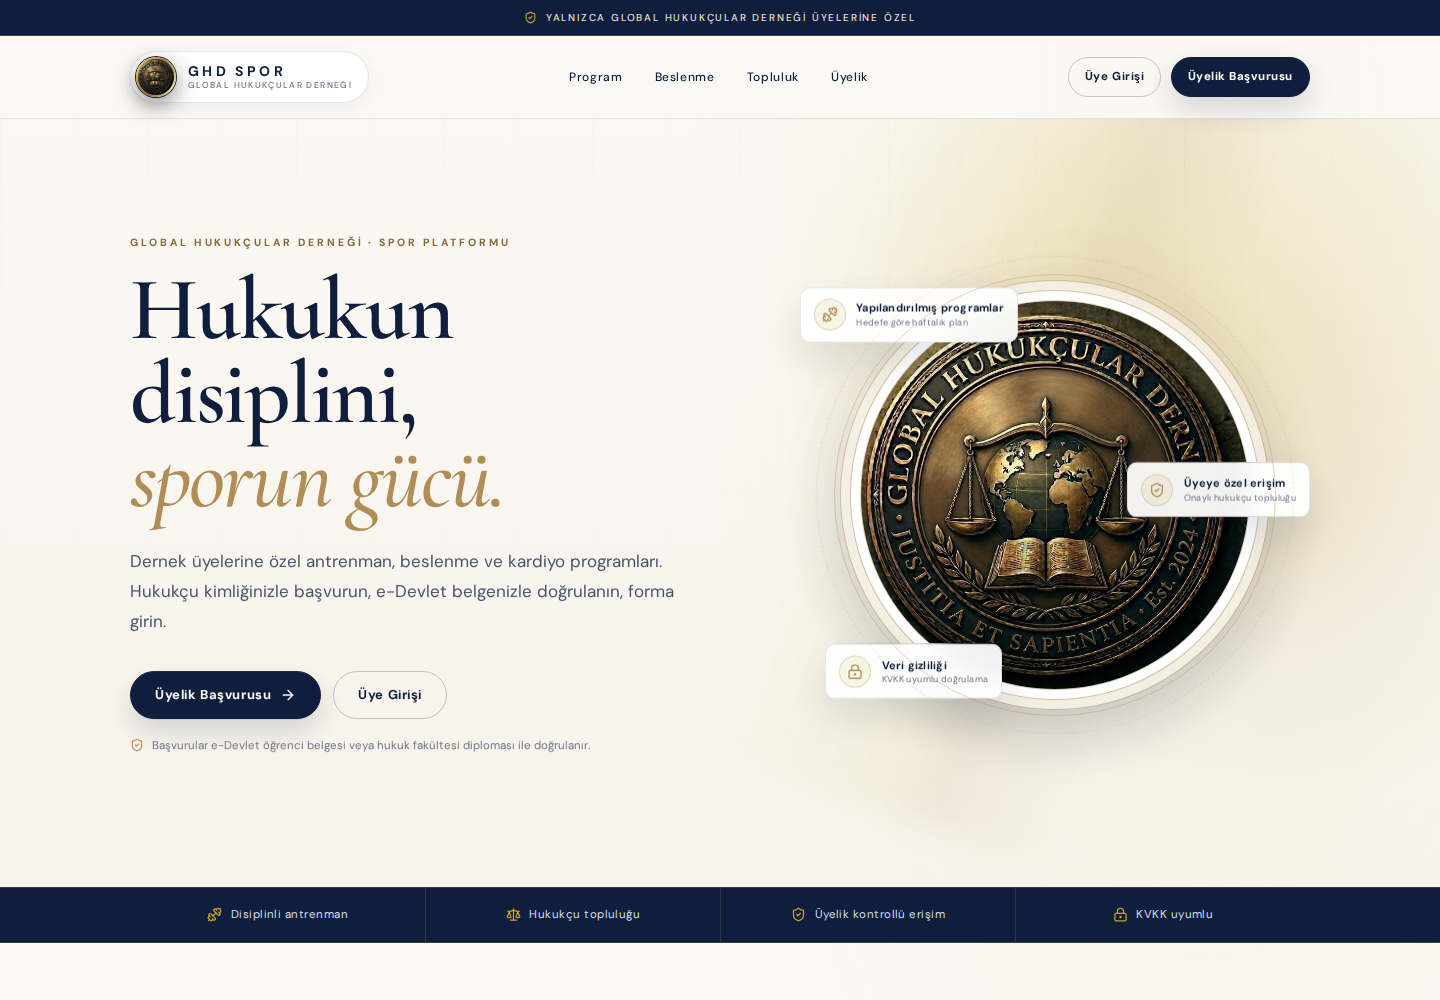 YALNIZCA GLOBAL HUKUKÇULAR DERNEĞİ ÜYELERİNE ÖZEL
GHD SPOR
GLOBAL HUKUKÇULAR DERNEĞİ
Program
Beslenme
Topluluk
Üyelik
Üye Girişi
Üyelik Başvurusu
GLOBAL HUKUKÇULAR DERNEĞİ · SPOR PLATFORMU
Hukukun
disiplini,
sporun gücü.
Dernek üyelerine özel antrenman, beslenme ve kardiyo programları.
Hukukçu kimliğinizle başvurun, e-Devlet belgenizle doğrulanın, forma
girin.
Üyelik Başvurusu
Üye Girişi
Başvurular e-Devlet öğrenci belgesi veya hukuk fakültesi diploması ile doğrulanır.
Yapılandırılmış programlar
Hedefe göre haftalık plan
· GLOBAL HUKUKÇULAR DERN
JUSTITIA ET SAPIENTIA · Est. 2024 ·
Üyeye özel erişim
Onaylı hukukçu topluluğu
Veri gizliliği
KVKK uyumlu doğrulama
Disiplinli antrenman
Hukukçu topluluğu
Üyelik kontrollü erişim
KVKK uyumlu